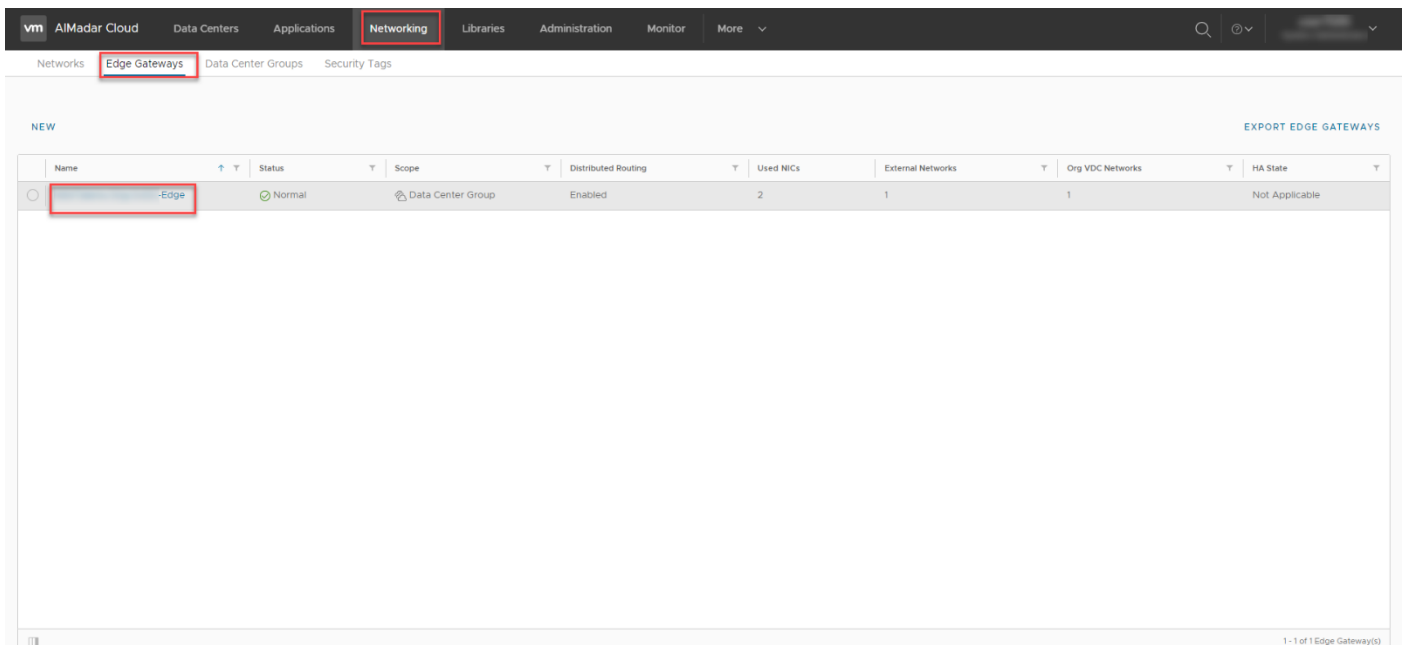 vm AlMadar Cloud Data Centers Applications Networking Libraries Administration Monitor More
Networks Edge Gateways Data Center Groups Security Tags
NEW EXPORT EDGE GATEWAYS
Name Status Scope Distributed Routing Used NICs External Networks Org VDC Networks HA State
-Edge Normal Data Center Group Enabled 2 1 1 Not Applicable
1 - 1 of 1 Edge Gateway(s)